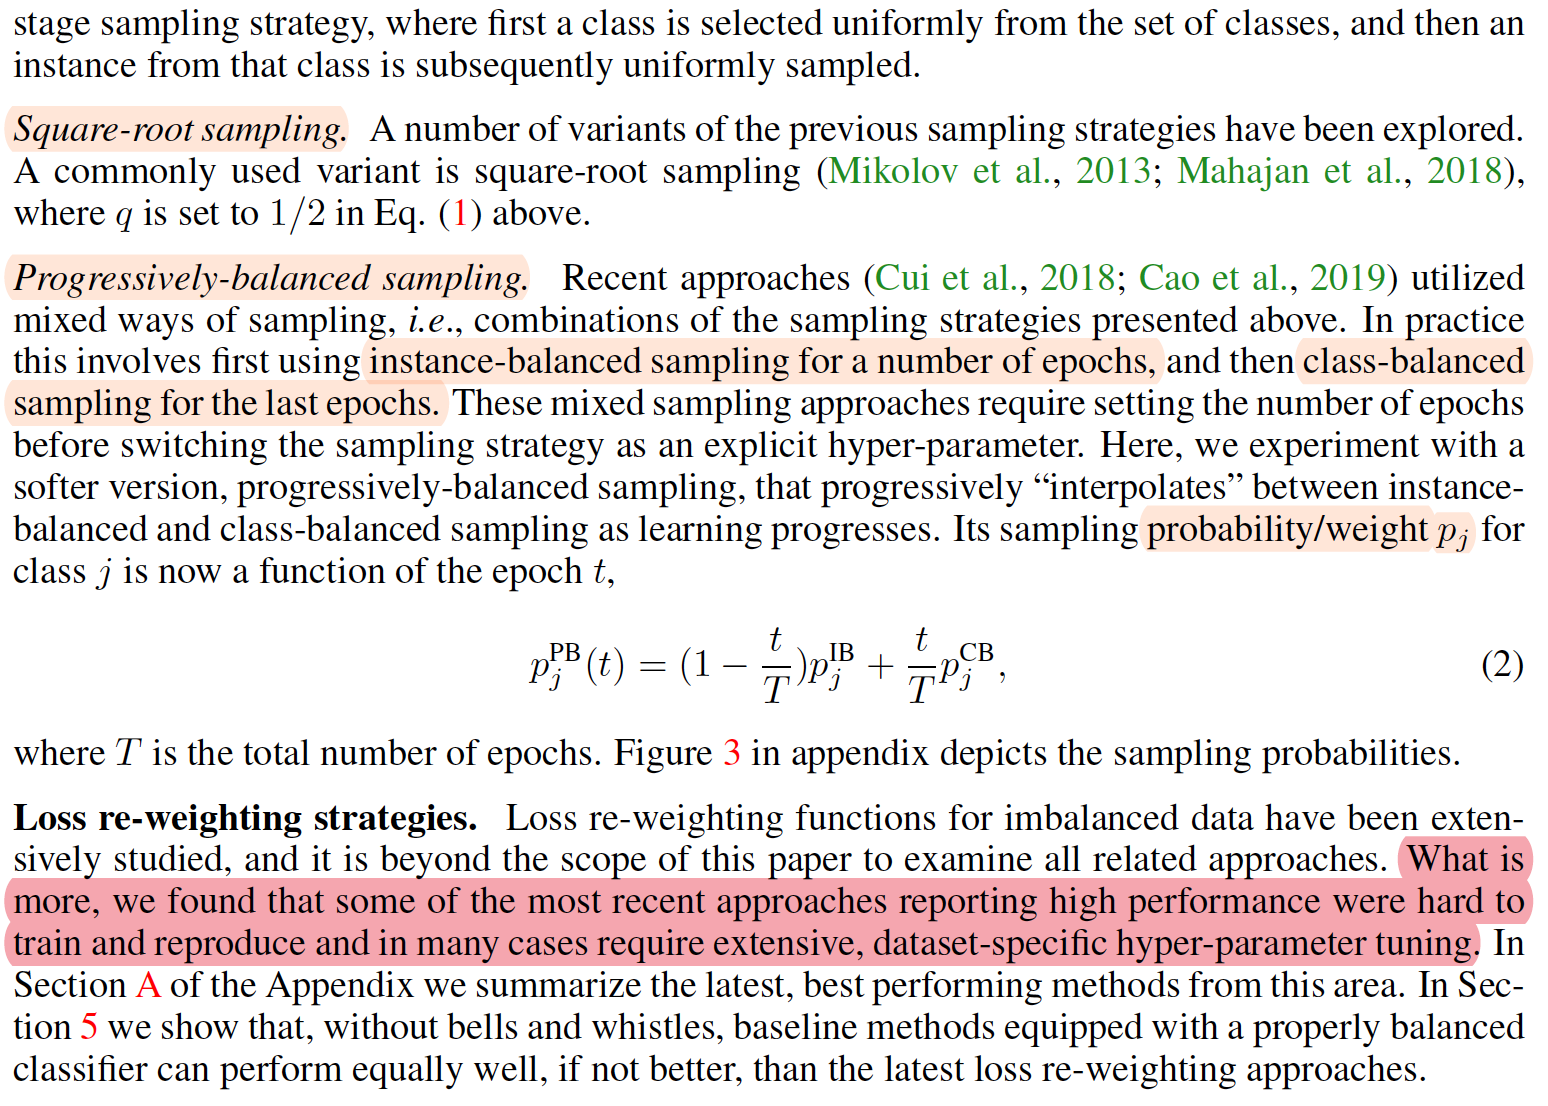 stage sampling strategy, where first a class is selected uniformly from the set of classes, and then an
instance from that class is subsequently uniformly sampled.
Square-root sampling. A number of variants of the previous sampling strategies have been explored.
A commonly used variant is square-root sampling (Mikolov et al., 2013; Mahajan et al., 2018),
where q is set to 1/2 in Eq. (1) above.
Progressively-balanced sampling. Recent approaches (Cui et al., 2018; Cao et al., 2019) utilized
mixed ways of sampling, i.e., combinations of the sampling strategies presented above. In practice
this involves first using instance-balanced sampling for a number of epochs, and then class-balanced
sampling for the last epochs. These mixed sampling approaches require setting the number of epochs
before switching the sampling strategy as an explicit hyper-parameter. Here, we experiment with a
softer version, progressively-balanced sampling, that progressively “interpolates” between instance-
balanced and class-balanced sampling as learning progresses. Its sampling probability/weight p_j for
class j is now a function of the epoch t,
p_j^PB(t) = (1 − t/T)p_j^IB + t/T p_j^CB, (2)
where T is the total number of epochs. Figure 3 in appendix depicts the sampling probabilities.
Loss re-weighting strategies. Loss re-weighting functions for imbalanced data have been exten-
sively studied, and it is beyond the scope of this paper to examine all related approaches. What is
more, we found that some of the most recent approaches reporting high performance were hard to
train and reproduce and in many cases require extensive, dataset-specific hyper-parameter tuning. In
Section A of the Appendix we summarize the latest, best performing methods from this area. In Sec-
tion 5 we show that, without bells and whistles, baseline methods equipped with a properly balanced
classifier can perform equally well, if not better, than the latest loss re-weighting approaches.